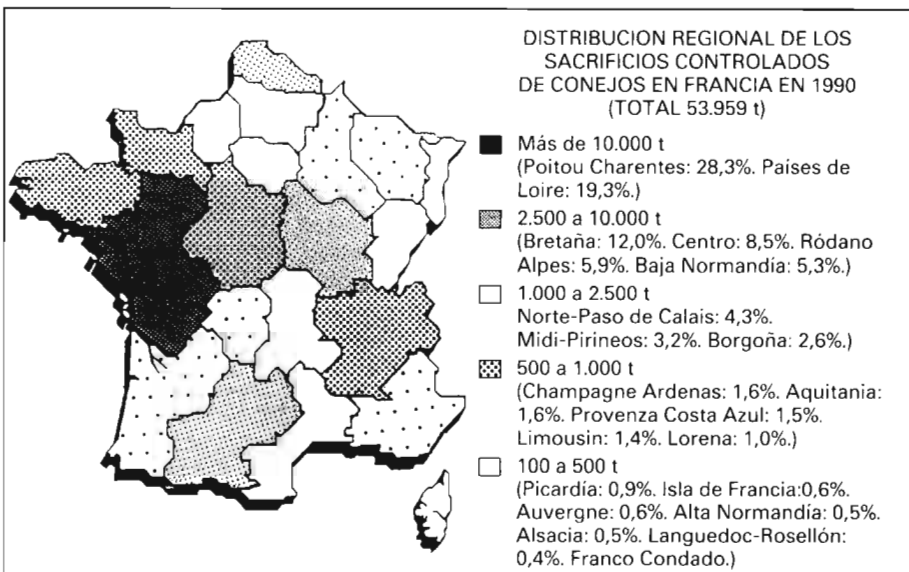 DISTRIBUCION REGIONAL DE LOS
SACRIFICIOS CONTROLADOS
DE CONEJOS EN FRANCIA EN 1990
(TOTAL 53.959 t)
Más de 10.000 t
(Poitou Charentes: 28,3%. Países de
Loire: 19,3%.)
2.500 a 10.000 t
(Bretaña: 12,0%. Centro: 8,5%. Ródano
Alpes: 5,9%. Baja Normandía: 5,3%.)
1.000 a 2.500 t
Norte-Paso de Calais: 4,3%.
Midi-Pirineos: 3,2%. Borgoña: 2,6%.)
500 a 1.000 t
(Champagne Ardenas: 1,6%. Aquitania:
1,6%. Provenza Costa Azul: 1,5%.
Limousin: 1,4%. Lorena: 1,0%.)
100 a 500 t
(Picardía: 0,9%. Isla de Francia:0,6%.
Auvergne: 0,6%. Alta Normandía: 0,5%.
Alsacia: 0,5%. Languedoc-Rosellón:
0,4%. Franco Condado.)